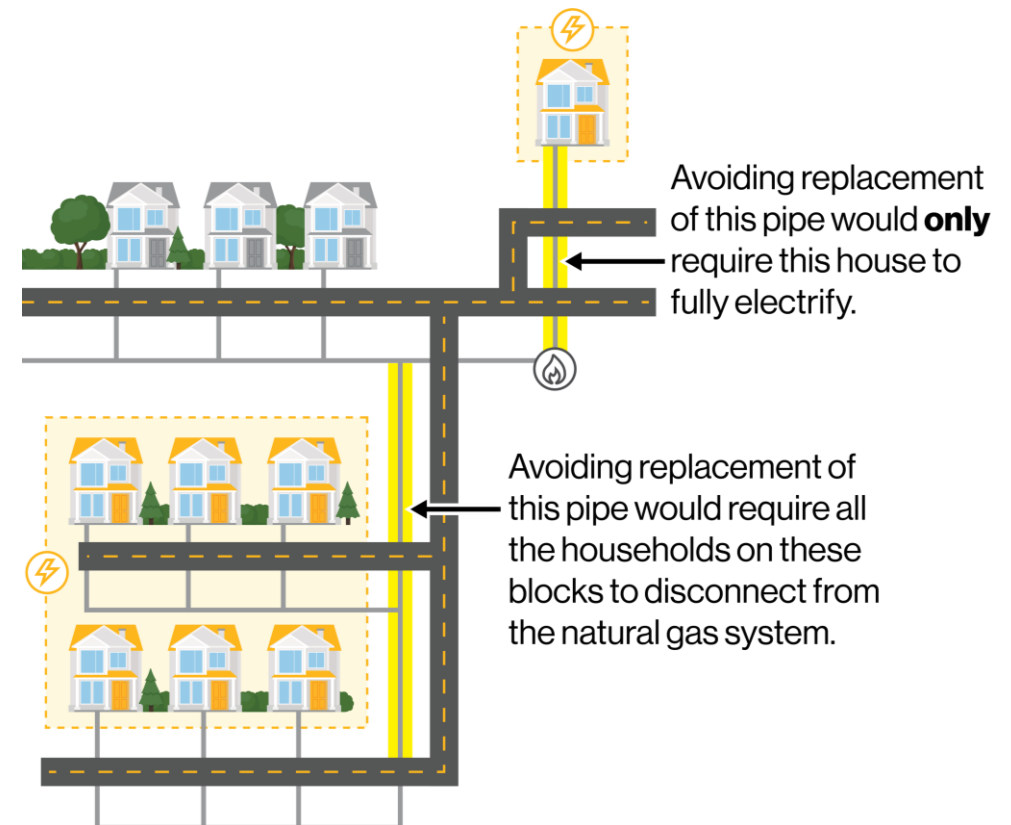 Avoiding replacement
of this pipe would only
require this house to
fully electrify.
Avoiding replacement of
this pipe would require all
the households on these
blocks to disconnect from
the natural gas system.